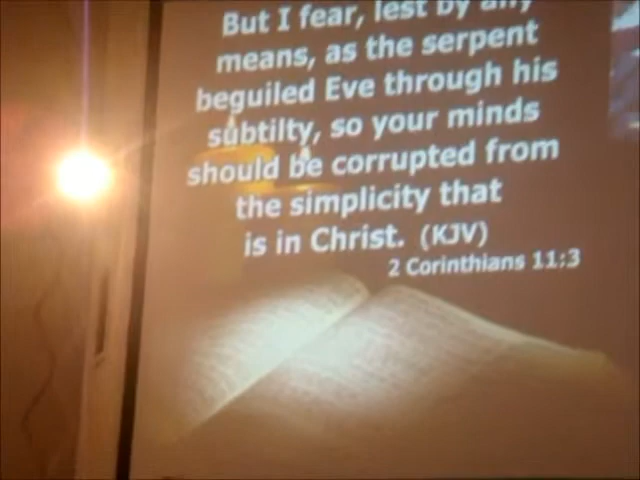 But I fear, lest by any
means, as the serpent
beguiled Eve through his
subtilty, so your minds
should be corrupted from
the simplicity that
is in Christ. (KJV)
2 Corinthians 11:3